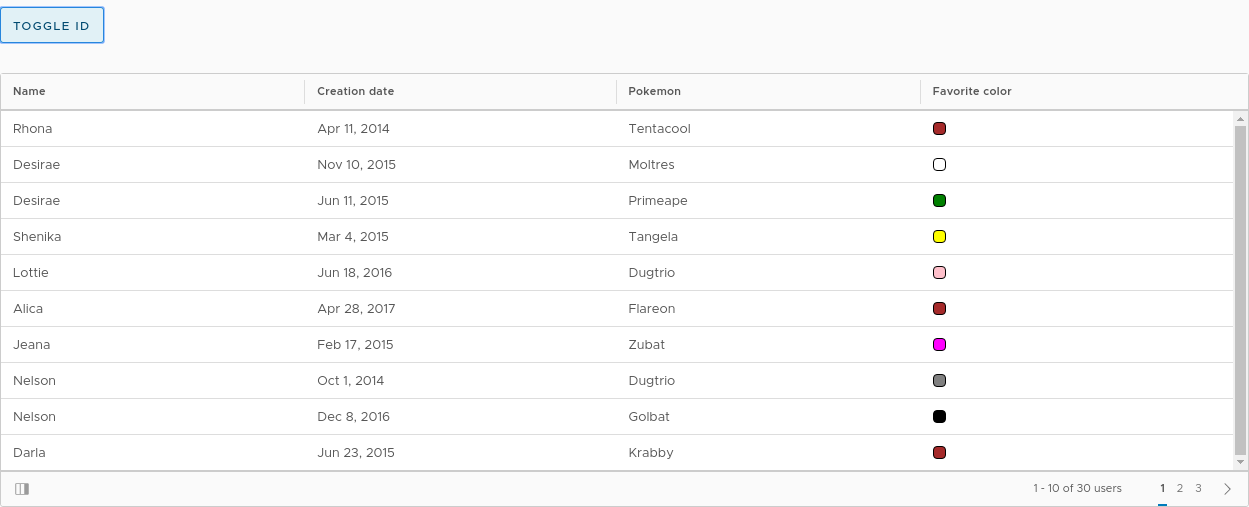 TOGGLE ID
Name Creation date Pokemon Favorite color
Rhona Apr 11, 2014 Tentacool
Desirae Nov 10, 2015 Moltres
Desirae Jun 11, 2015 Primeape
Shenika Mar 4, 2015 Tangela
Lottie Jun 18, 2016 Dugtrio
Alica Apr 28, 2017 Flareon
Jeana Feb 17, 2015 Zubat
Nelson Oct 1, 2014 Dugtrio
Nelson Dec 8, 2016 Golbat
Darla Jun 23, 2015 Krabby
1 - 10 of 30 users 1 2 3